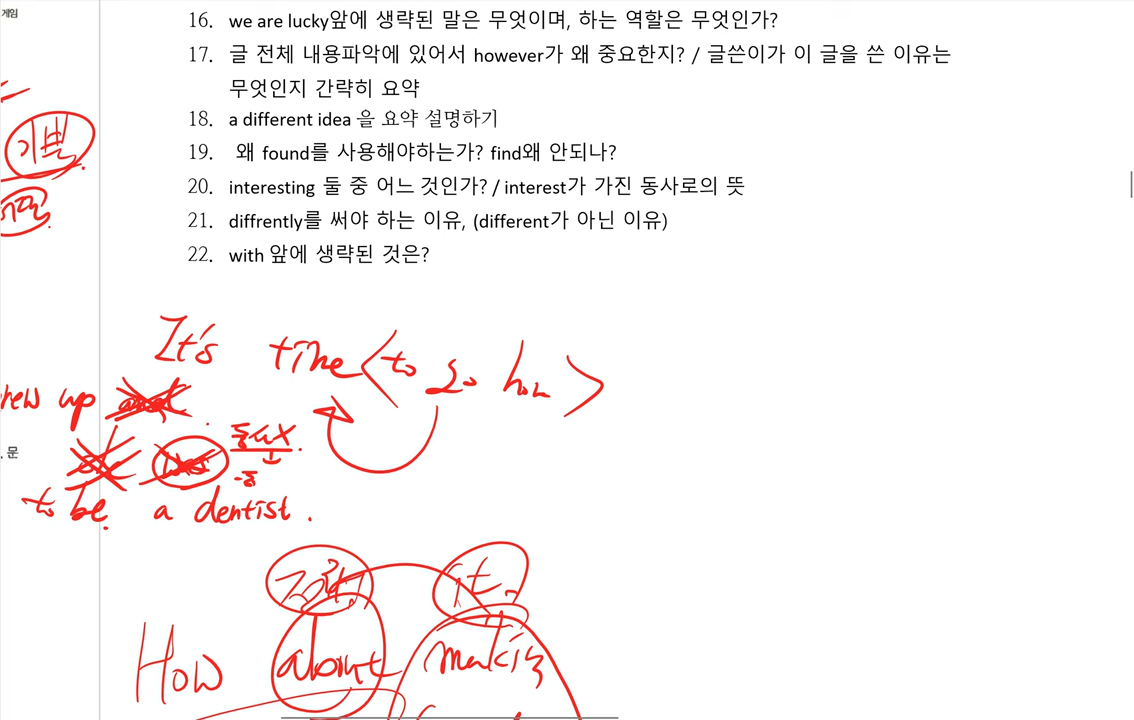 게임
16. we are lucky앞에 생략된 말은 무엇이며, 하는 역할은 무엇인가?
17. 글 전체 내용파악에 있어서 however가 왜 중요한지? / 글쓴이가 이 글을 쓴 이유는
무엇인지 간략히 요약
18. a different idea 을 요약 설명하기
19. 왜 found를 사용해야하는가? find왜 안되나?
20. interesting 둘 중 어느 것인가? / interest가 가진 동사로의 뜻
21. diffrently를 써야 하는 이유, (different가 아닌 이유)
22. with 앞에 생략된 것은?
기쁠
It's time <to go hom>
rew up
동사X
. 문
to be a dentist.
it
How about making